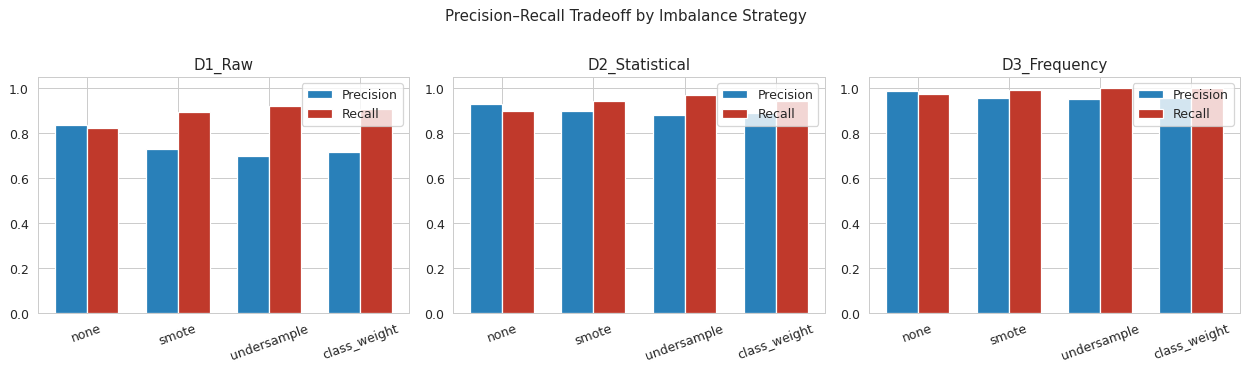 Precision–Recall Tradeoff by Imbalance Strategy
D1_Raw
1.0
0.8
0.6
0.4
0.2
0.0
Precision
Recall
none
smote
undersample
class_weight
D2_Statistical
1.0
0.8
0.6
0.4
0.2
0.0
Precision
Recall
none
smote
undersample
class_weight
D3_Frequency
1.0
0.8
0.6
0.4
0.2
0.0
Precision
Recall
none
smote
undersample
class_weight